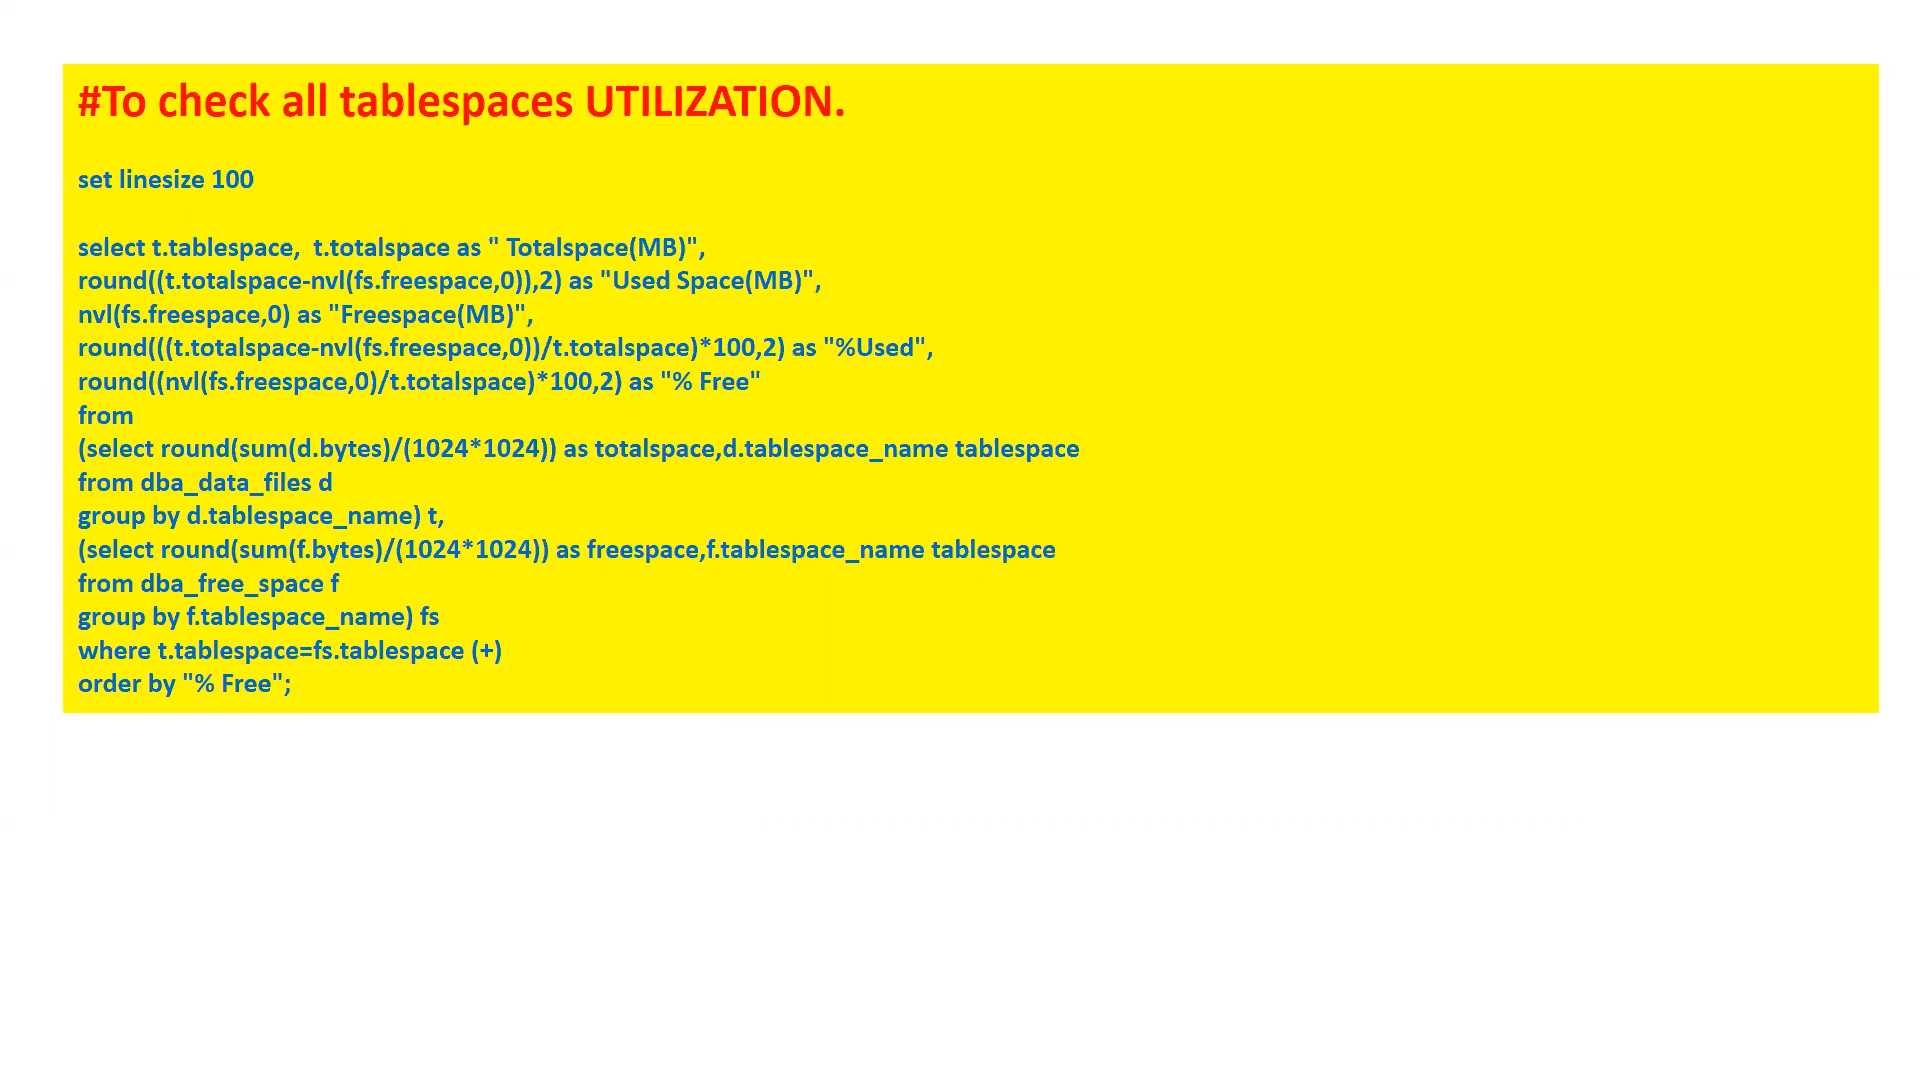 #To check all tablespaces UTILIZATION.
set linesize 100
select t.tablespace,  t.totalspace as " Totalspace(MB)",
round((t.totalspace-nvl(fs.freespace,0)),2) as "Used Space(MB)",
nvl(fs.freespace,0) as "Freespace(MB)",
round(((t.totalspace-nvl(fs.freespace,0))/t.totalspace)*100,2) as "%Used",
round((nvl(fs.freespace,0)/t.totalspace)*100,2) as "% Free"
from
(select round(sum(d.bytes)/(1024*1024)) as totalspace,d.tablespace_name tablespace
from dba_data_files d
group by d.tablespace_name) t,
(select round(sum(f.bytes)/(1024*1024)) as freespace,f.tablespace_name tablespace
from dba_free_space f
group by f.tablespace_name) fs
where t.tablespace=fs.tablespace (+)
order by "% Free";